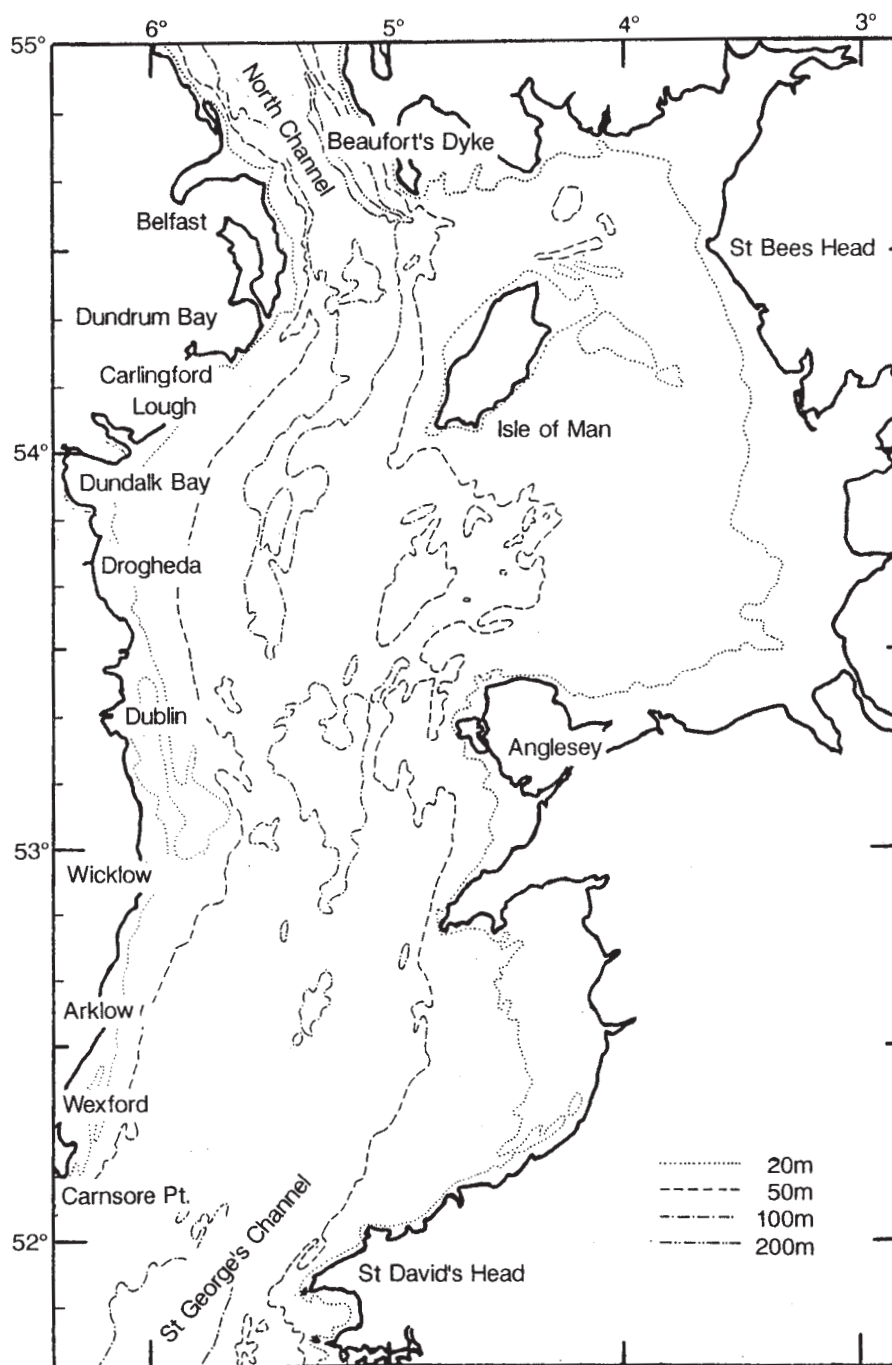 6°
5°
4°
3°
55°
North Channel
Beaufort's Dyke
Belfast
St Bees Head
Dundrum Bay
Carlingford
Lough
Isle of Man
54°
Dundalk Bay
Drogheda
Dublin
Anglesey
53°
Wicklow
Arklow
Wexford
20m
Carnsore Pt.
50m
100m
52°
200m
St George's Channel
St David's Head